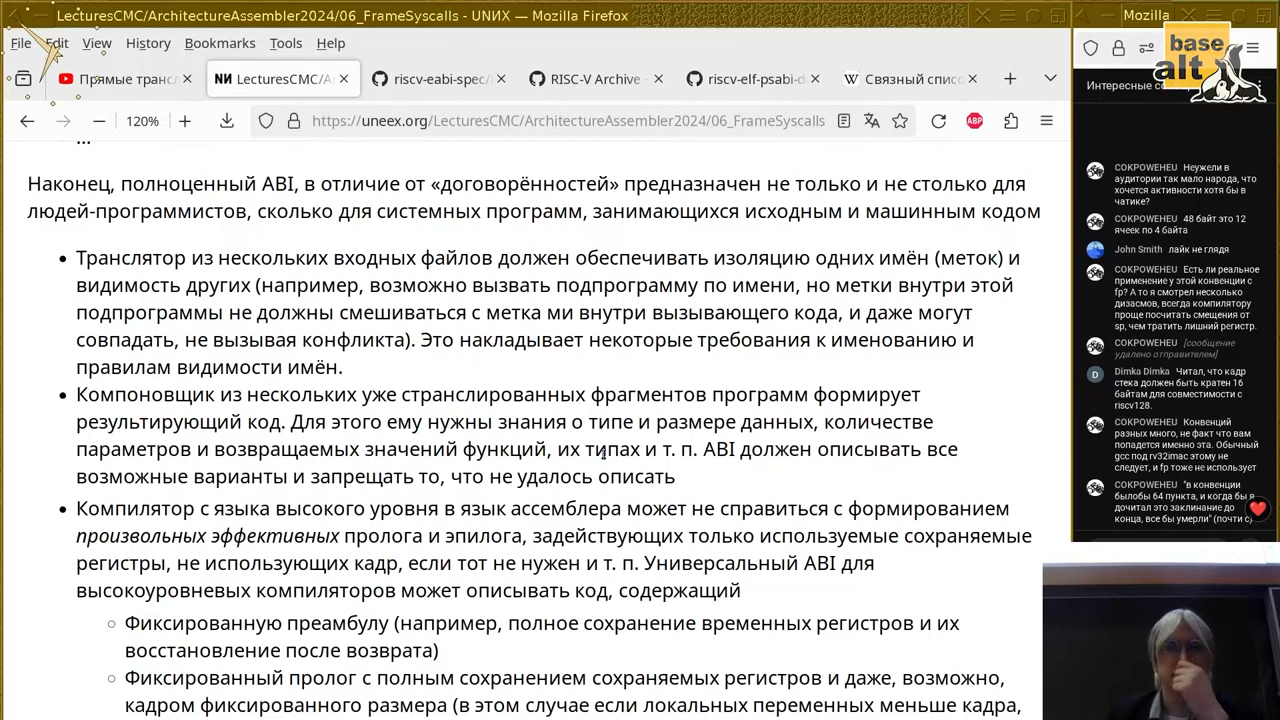 LecturesCMC/ArchitectureAssembler2024/06_FrameSyscalls - UNИX — Mozilla Firefox
Mozilla
File Edit View History Bookmarks Tools Help
Прямые транс
ИИ LecturesCMC/A
riscv-eabi-spec/
RISC-V Archive
riscv-elf-psabi-d
Связный спис
120%
https://uneex.org/LecturesCMC/ArchitectureAssembler2024/06_FrameSyscalls
ABP
...
Наконец, полноценный ABI, в отличие от «договорённостей» предназначен не только и не столько для
людей-программистов, сколько для системных программ, занимающихся исходным и машинным кодом
• Транслятор из нескольких входных файлов должен обеспечивать изоляцию одних имён (меток) и
видимость других (например, возможно вызвать подпрограмму по имени, но метки внутри этой
подпрограммы не должны смешиваться с метка ми внутри вызывающего кода, и даже могут
совпадать, не вызывая конфликта). Это накладывает некоторые требования к именованию и
правилам видимости имён.
• Компоновщик из нескольких уже странслированных фрагментов программ формирует
результирующий код. Для этого ему нужны знания о типе и размере данных, количестве
параметров и возвращаемых значений функций, их типах и т. п. ABI должен описывать все
возможные варианты и запрещать то, что не удалось описать
• Компилятор с языка высокого уровня в язык ассемблера может не справиться с формированием
произвольных эффективных пролога и эпилога, задействующих только используемые сохраняемые
регистры, не использующих кадр, если тот не нужен и т. п. Универсальный ABI для
высокоуровневых компиляторов может описывать код, содержащий
◦ Фиксированную преамбулу (например, полное сохранение временных регистров и их
восстановление после возврата)
◦ Фиксированный пролог с полным сохранением сохраняемых регистров и даже, возможно,
кадром фиксированного размера (в этом случае если локальных переменных меньше кадра,
base
alt
Интересные со
COKPOWEHEU Неужели в
аудитории так мало народа, что
хочется активности хотя бы в
чатике?
COKPOWEHEU 48 байт это 12
ячеек по 4 байта
John Smith лайк не глядя
COKPOWEHEU Есть ли реальное
применение у этой конвенции с
fp? А то я смотрел несколько
дизасмов, всегда компилятору
проще посчитать смещения от
sp, чем тратить лишний регистр.
COKPOWEHEU [сообщение
удалено отправителем]
D
Dimka Dimka Читал, что кадр
стека должен быть кратен 16
байтам для совместимости с
riscv128.
COKPOWEHEU Конвенций
разных много, не факт что вам
попадется именно эта. Обычный
gcc под rv32imac этому не
следует, и fp тоже не использует
COKPOWEHEU "в конвенции
былобы 64 пункта, и когда бы я
дочитал это заклинание до
конца, все бы умерли" (почти с)